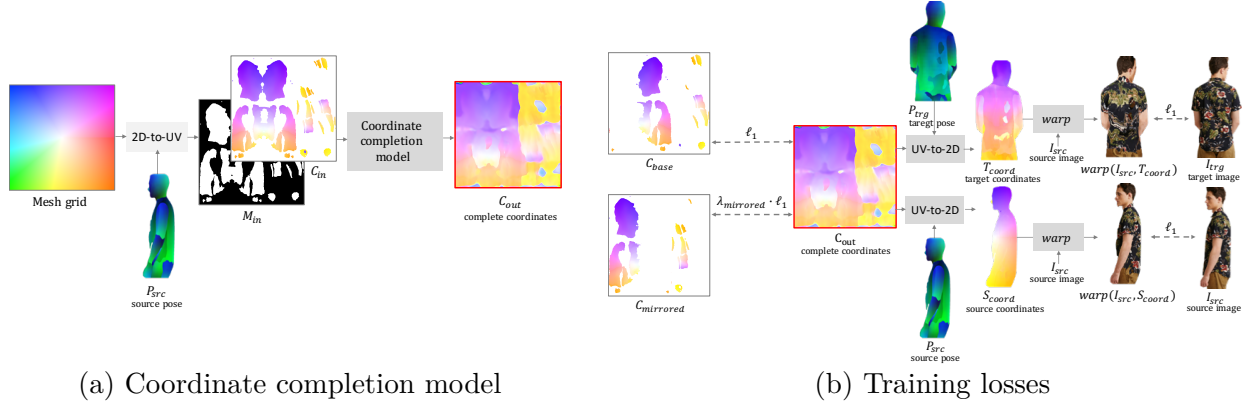 Mesh grid
2D-to-UV
P_src
source pose
M_in
C_in
Coordinate
completion
model
C_out
complete coordinates
(a) Coordinate completion model
C_base
ℓ_1
C_mirrored
λ_mirrored · ℓ_1
C_out
complete coordinates
P_trg
taregt pose
UV-to-2D
T_coord
target coordinates
warp
I_src
source image
warp(I_src, T_coord)
ℓ_1
I_trg
target image
UV-to-2D
P_src
source pose
S_coord
source coordinates
warp
I_src
source image
warp(I_src, S_coord)
ℓ_1
I_src
source image
(b) Training losses